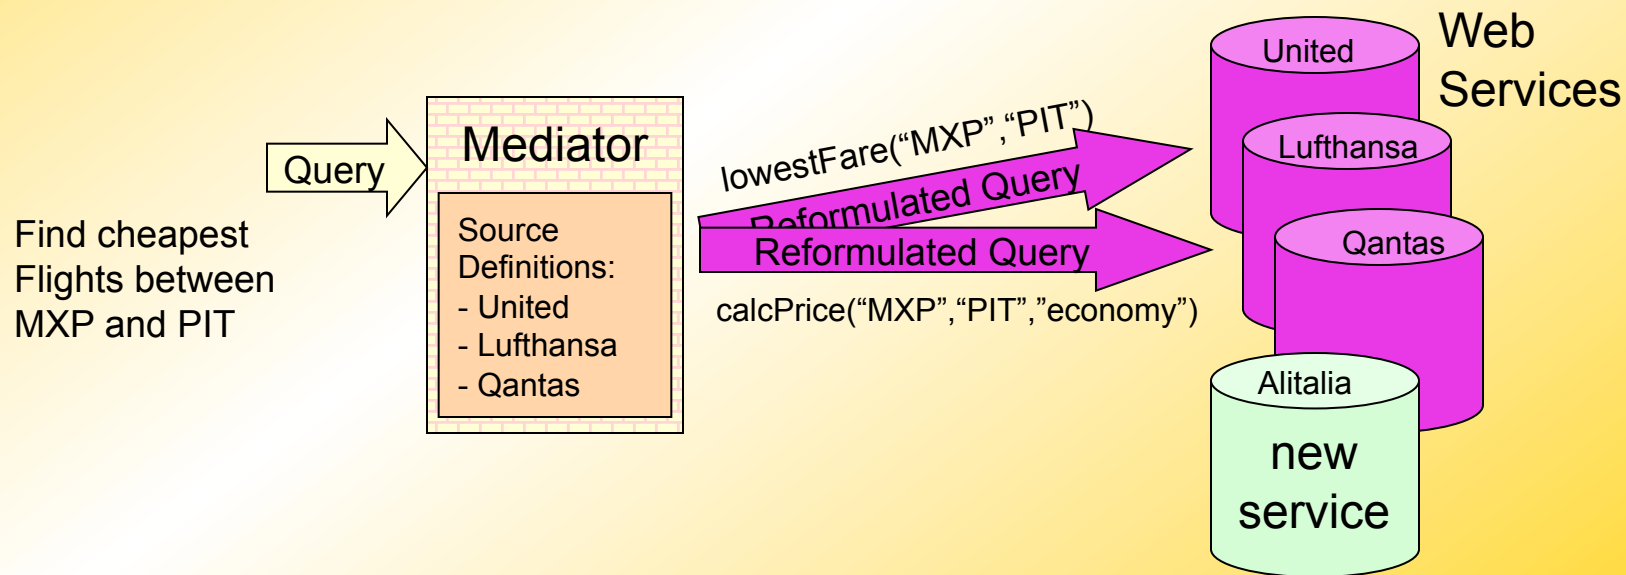 Find cheapest
Flights between
MXP and PIT
Query
Mediator
Source
Definitions:
- United
- Lufthansa
- Qantas
lowestFare(“MXP”,“PIT”)
Reformulated Query
Reformulated Query
calcPrice(“MXP”,“PIT”,”economy”)
Web
Services
United
Lufthansa
Qantas
Alitalia
new
service